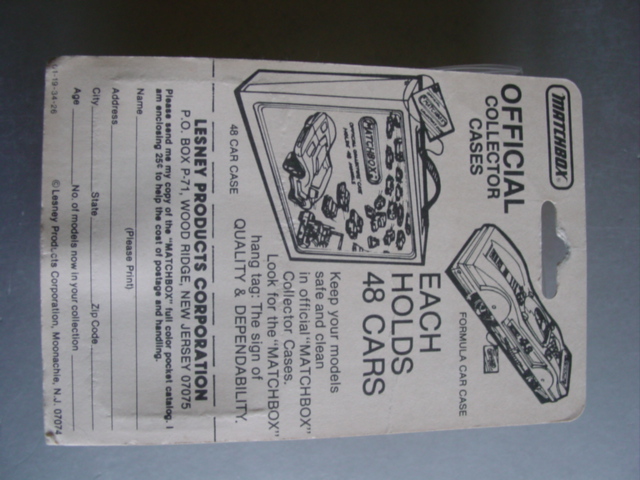 MATCHBOX
OFFICIAL
COLLECTOR
CASES
FORMULA CAR CASE
48 CAR CASE
EACH
HOLDS
48 CARS
Keep your models
safe and clean
in official "MATCHBOX"
Collector Cases.
Look for the "MATCHBOX"
hang tag: The sign of
QUALITY & DEPENDABILITY.
LESNEY PRODUCTS CORPORATION
P.O. BOX P-71, WOOD RIDGE, NEW JERSEY 07075
Please send me my copy of the "MATCHBOX" full color pocket catalog. I
am enclosing 25¢ to help the cost of postage and handling.
Name
(Please Print)
Address
City State Zip Code
Age No. of models now in your collection
© Lesney Products Corporation, Moonachie, N.J. 07074